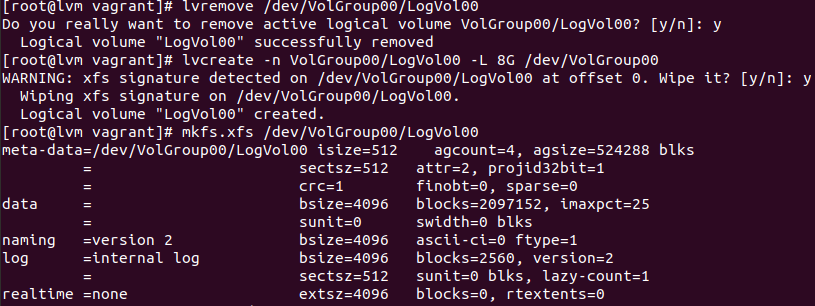 [root@lvm vagrant]# lvremove /dev/VolGroup00/LogVol00
Do you really want to remove active logical volume VolGroup00/LogVol00? [y/n]: y
  Logical volume "LogVol00" successfully removed
[root@lvm vagrant]# lvcreate -n VolGroup00/LogVol00 -L 8G /dev/VolGroup00
WARNING: xfs signature detected on /dev/VolGroup00/LogVol00 at offset 0. Wipe it? [y/n]: y
  Wiping xfs signature on /dev/VolGroup00/LogVol00.
  Logical volume "LogVol00" created.
[root@lvm vagrant]# mkfs.xfs /dev/VolGroup00/LogVol00
meta-data=/dev/VolGroup00/LogVol00 isize=512    agcount=4, agsize=524288 blks
         =                       sectsz=512   attr=2, projid32bit=1
         =                       crc=1        finobt=0, sparse=0
data     =                       bsize=4096   blocks=2097152, imaxpct=25
         =                       sunit=0      swidth=0 blks
naming   =version 2              bsize=4096   ascii-ci=0 ftype=1
log      =internal log           bsize=4096   blocks=2560, version=2
         =                       sectsz=512   sunit=0 blks, lazy-count=1
realtime =none                   extsz=4096   blocks=0, rtextents=0